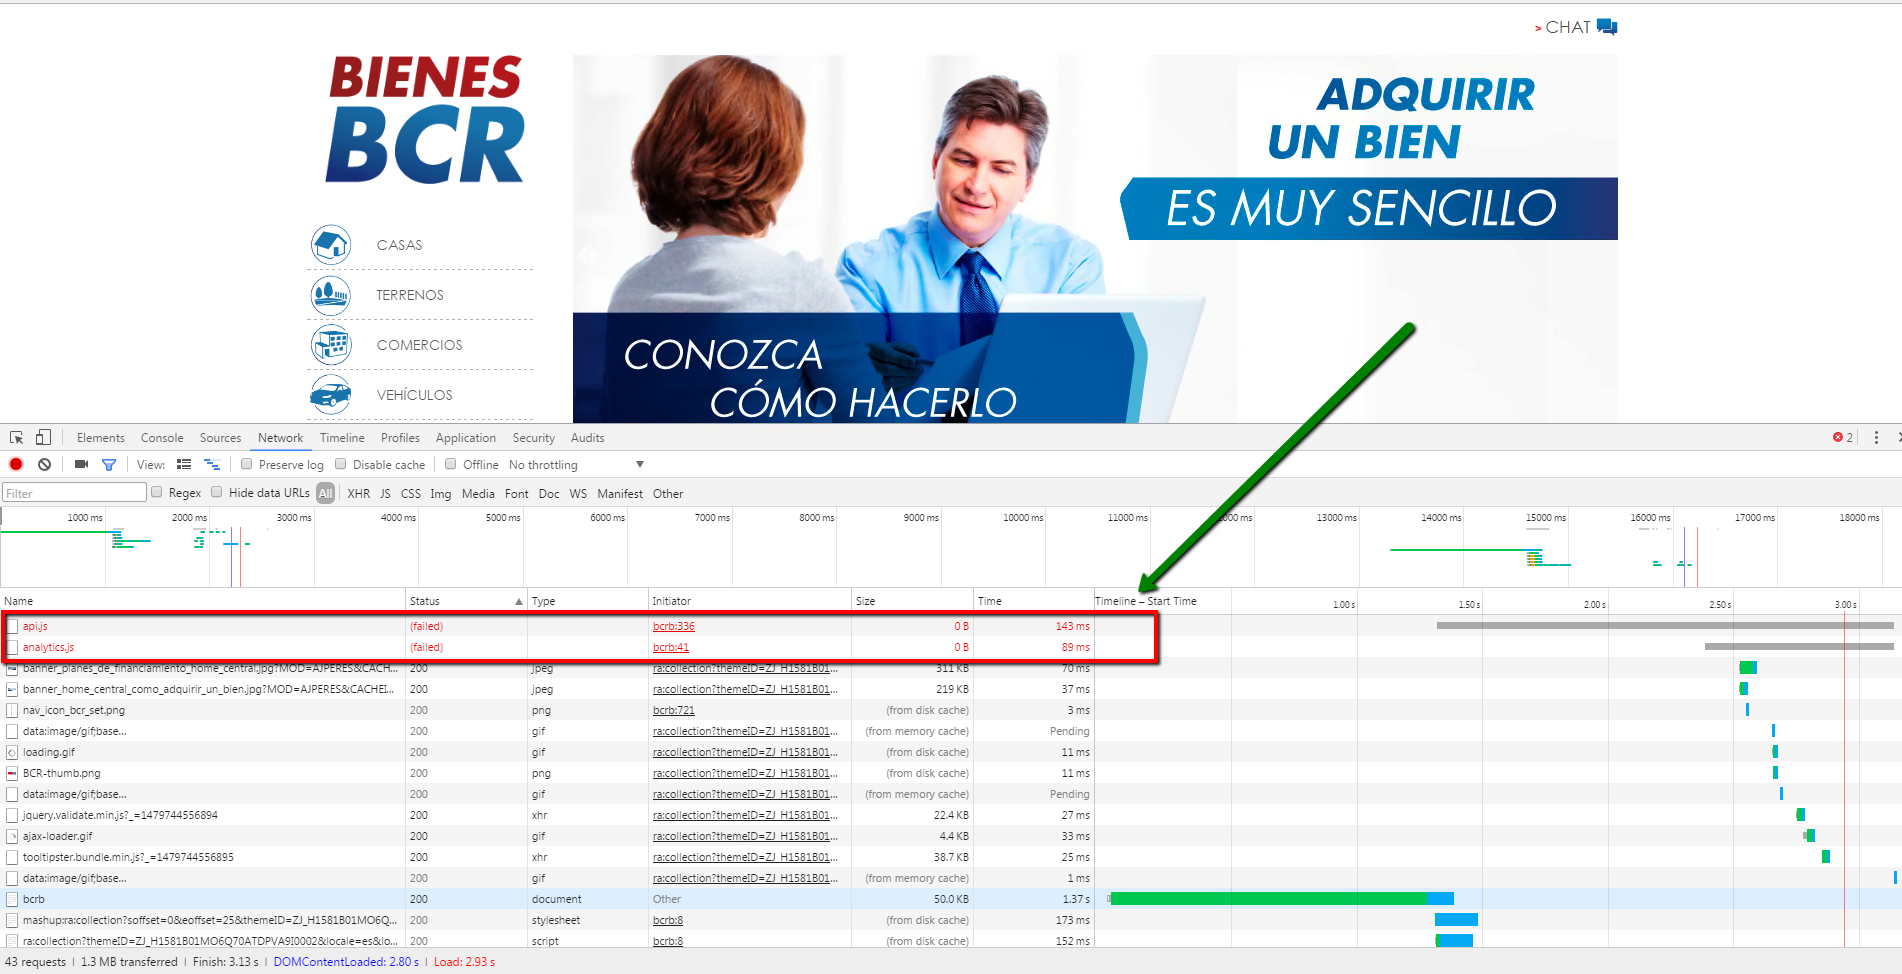 > CHAT
BIENES
BCR
ADQUIRIR
UN BIEN
ES MUY SENCILLO
CASAS
TERRENOS
COMERCIOS
VEHÍCULOS
CONOZCA
CÓMO HACERLO
Elements Console Sources Network Timeline Profiles Application Security Audits 2
View: Preserve log Disable cache Offline No throttling
Filter Regex Hide data URLs All XHR JS CSS Img Media Font Doc WS Manifest Other
1000 ms 2000 ms 3000 ms 4000 ms 5000 ms 6000 ms 7000 ms 8000 ms 9000 ms 10000 ms 11000 ms 000 ms 13000 ms 14000 ms 15000 ms 16000 ms 17000 ms 18000 ms
Name Status Type Initiator Size Time Timeline – Start Time 1.00 s 1.50 s 2.00 s 2.50 s 3.00 s
api.js (failed) bcrb:336 0 B 143 ms
analytics.js (failed) bcrb:41 0 B 89 ms
banner_planes_de_financiamiento_home_central.jpg?MOD=AJPERES&CACHE... 200 jpeg ra:collection?themeID=ZJ_H1581B01... 311 KB 70 ms
banner_home_central_como_adquirir_un_bien.jpg?MOD=AJPERES&CACHEI... 200 jpeg ra:collection?themeID=ZJ_H1581B01... 219 KB 37 ms
nav_icon_bcr_set.png 200 png bcrb:721 (from disk cache) 3 ms
data:image/gif;base... 200 gif ra:collection?themeID=ZJ_H1581B01... (from memory cache) Pending
loading.gif 200 gif ra:collection?themeID=ZJ_H1581B01... (from disk cache) 11 ms
BCR-thumb.png 200 png ra:collection?themeID=ZJ_H1581B01... (from disk cache) 11 ms
data:image/gif;base... 200 gif ra:collection?themeID=ZJ_H1581B01... (from memory cache) Pending
jquery.validate.min.js?_=1479744556894 200 xhr ra:collection?themeID=ZJ_H1581B01... 22.4 KB 27 ms
ajax-loader.gif 200 gif ra:collection?themeID=ZJ_H1581B01... 4.4 KB 33 ms
tooltipster.bundle.min.js?_=1479744556895 200 xhr ra:collection?themeID=ZJ_H1581B01... 38.7 KB 25 ms
data:image/gif;base... 200 gif ra:collection?themeID=ZJ_H1581B01... (from memory cache) 1 ms
bcrb 200 document Other 50.0 KB 1.37 s
mashup:ra:collection?soffset=0&eoffset=25&themeID=ZJ_H1581B01MO6Q... 200 stylesheet bcrb:8 (from disk cache) 173 ms
ra:collection?themeID=ZJ_H1581B01MO6Q70ATDPVA9I0002&locale=es&lo... 200 script bcrb:8 (from disk cache) 152 ms
43 requests | 1.3 MB transferred | Finish: 3.13 s | DOMContentLoaded: 2.80 s | Load: 2.93 s